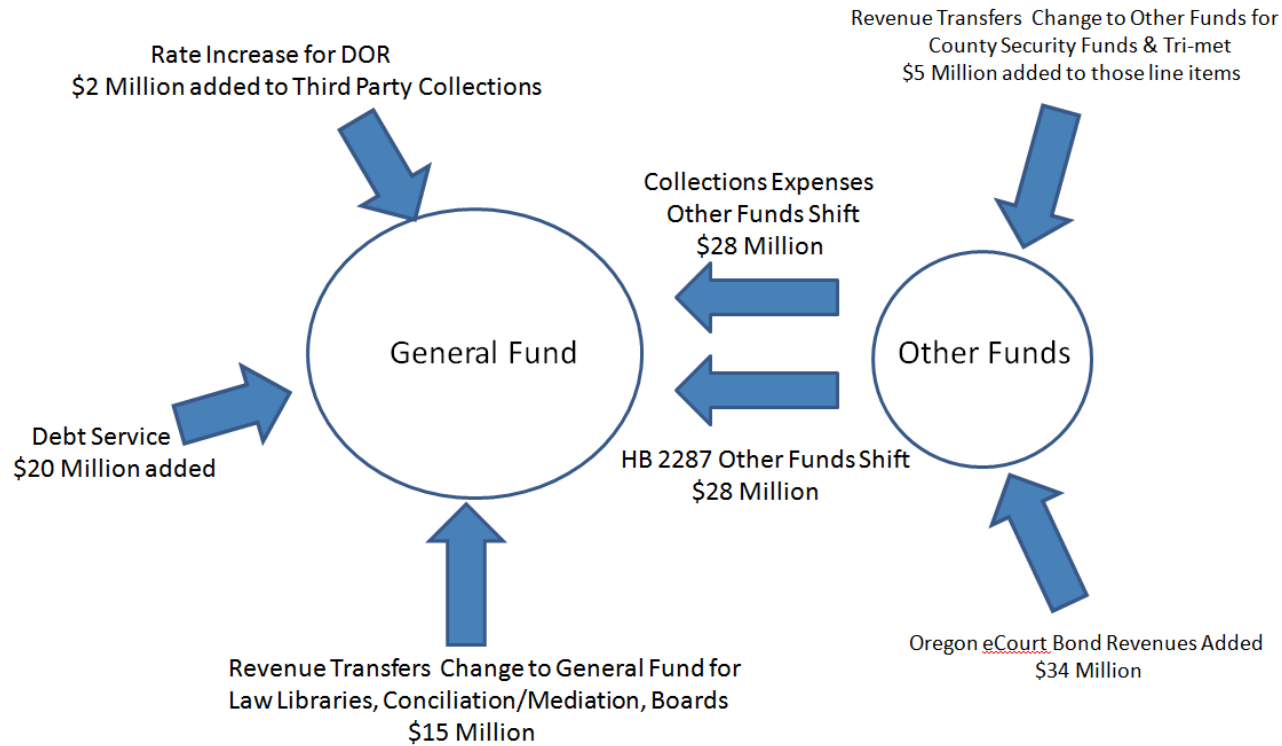 Revenue Transfers  Change to Other Funds for
County Security Funds & Tri-met
$5 Million added to those line items
Rate Increase for DOR
$2 Million added to Third Party Collections
Collections Expenses
Other Funds Shift
$28 Million
General Fund
Other Funds
Debt Service
$20 Million added
HB 2287 Other Funds Shift
$28 Million
Revenue Transfers  Change to General Fund for
Law Libraries, Conciliation/Mediation, Boards
$15 Million
Oregon eCourt Bond Revenues Added
$34 Million